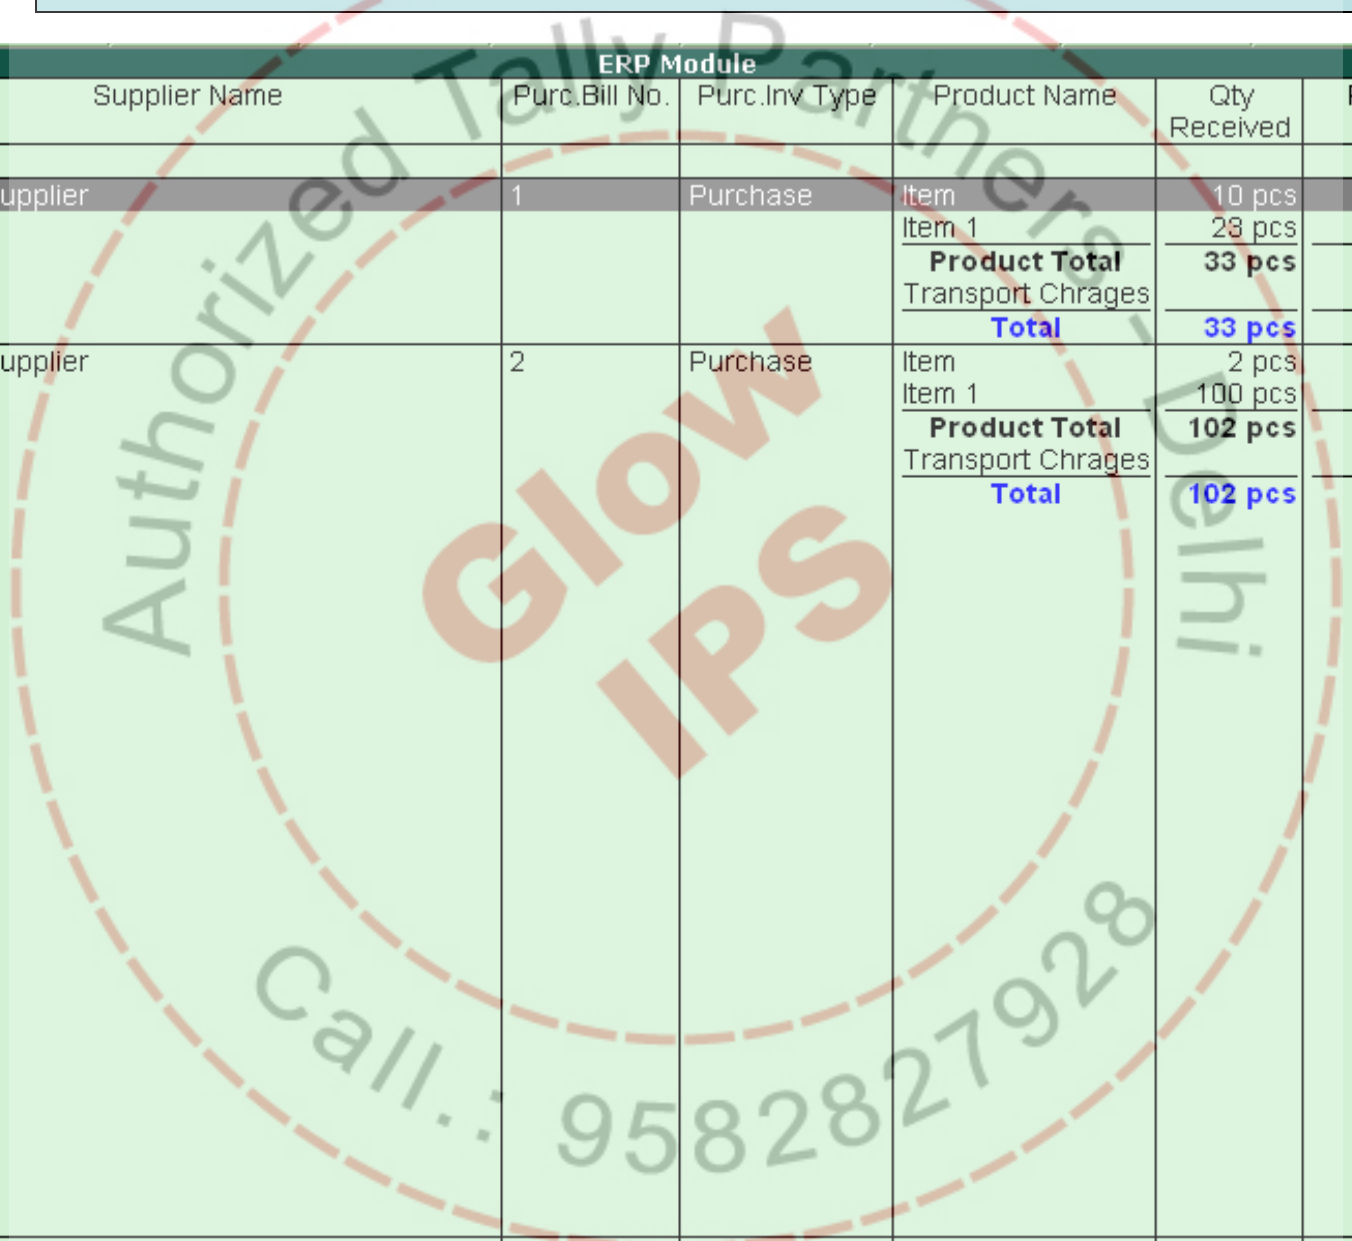 ERP Module
Supplier Name Purc.Bill No. Purc.Inv Type Product Name Qty Received
upplier 1 Purchase Item 10 pcs
Item 1 23 pcs
Product Total 33 pcs
Transport Chrages
Total 33 pcs
upplier 2 Purchase Item 2 pcs
Item 1 100 pcs
Product Total 102 pcs
Transport Chrages
Total 102 pcs
Authorized Tally Partners - Delhi
Glow
IPS
Call.: 9582827928